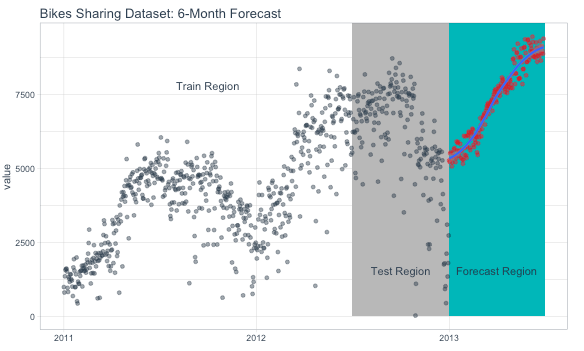 Bikes Sharing Dataset: 6-Month Forecast
Train Region
7500
5000
value
2500
Test Region
Forecast Region
0
2011
2012
2013